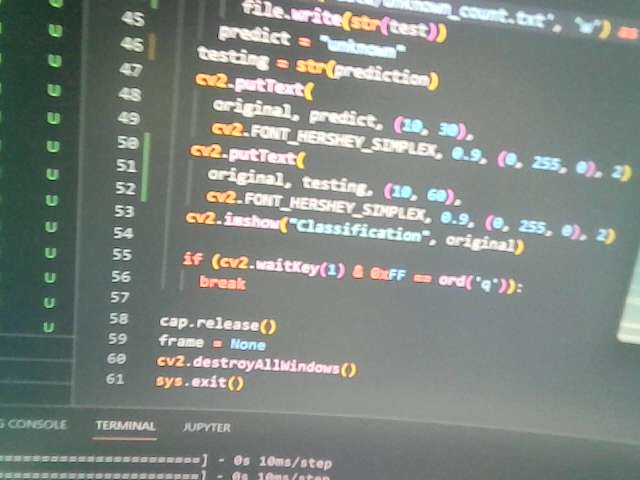 unknown_count.txt", "w") as
45 file.write(str(test))
46 predict = "unknown"
47 testing = str(prediction)
48 cv2.putText(
49 original, predict, (10, 30),
50 cv2.FONT_HERSHEY_SIMPLEX, 0.9, (0, 255, 0), 2)
51 cv2.putText(
52 original, testing, (10, 60),
53 cv2.FONT_HERSHEY_SIMPLEX, 0.9, (0, 255, 0), 2)
54 cv2.imshow("Classification", original)
55 if (cv2.waitKey(1) & 0xFF == ord('q')):
56 break
57
58 cap.release()
59 frame = None
60 cv2.destroyAllWindows()
61 sys.exit()
U
U
U
U
U
U
U
U
U
U
U
U
G CONSOLE TERMINAL JUPYTER
========================] - 0s 10ms/step
========================] - 0s 10ms/step